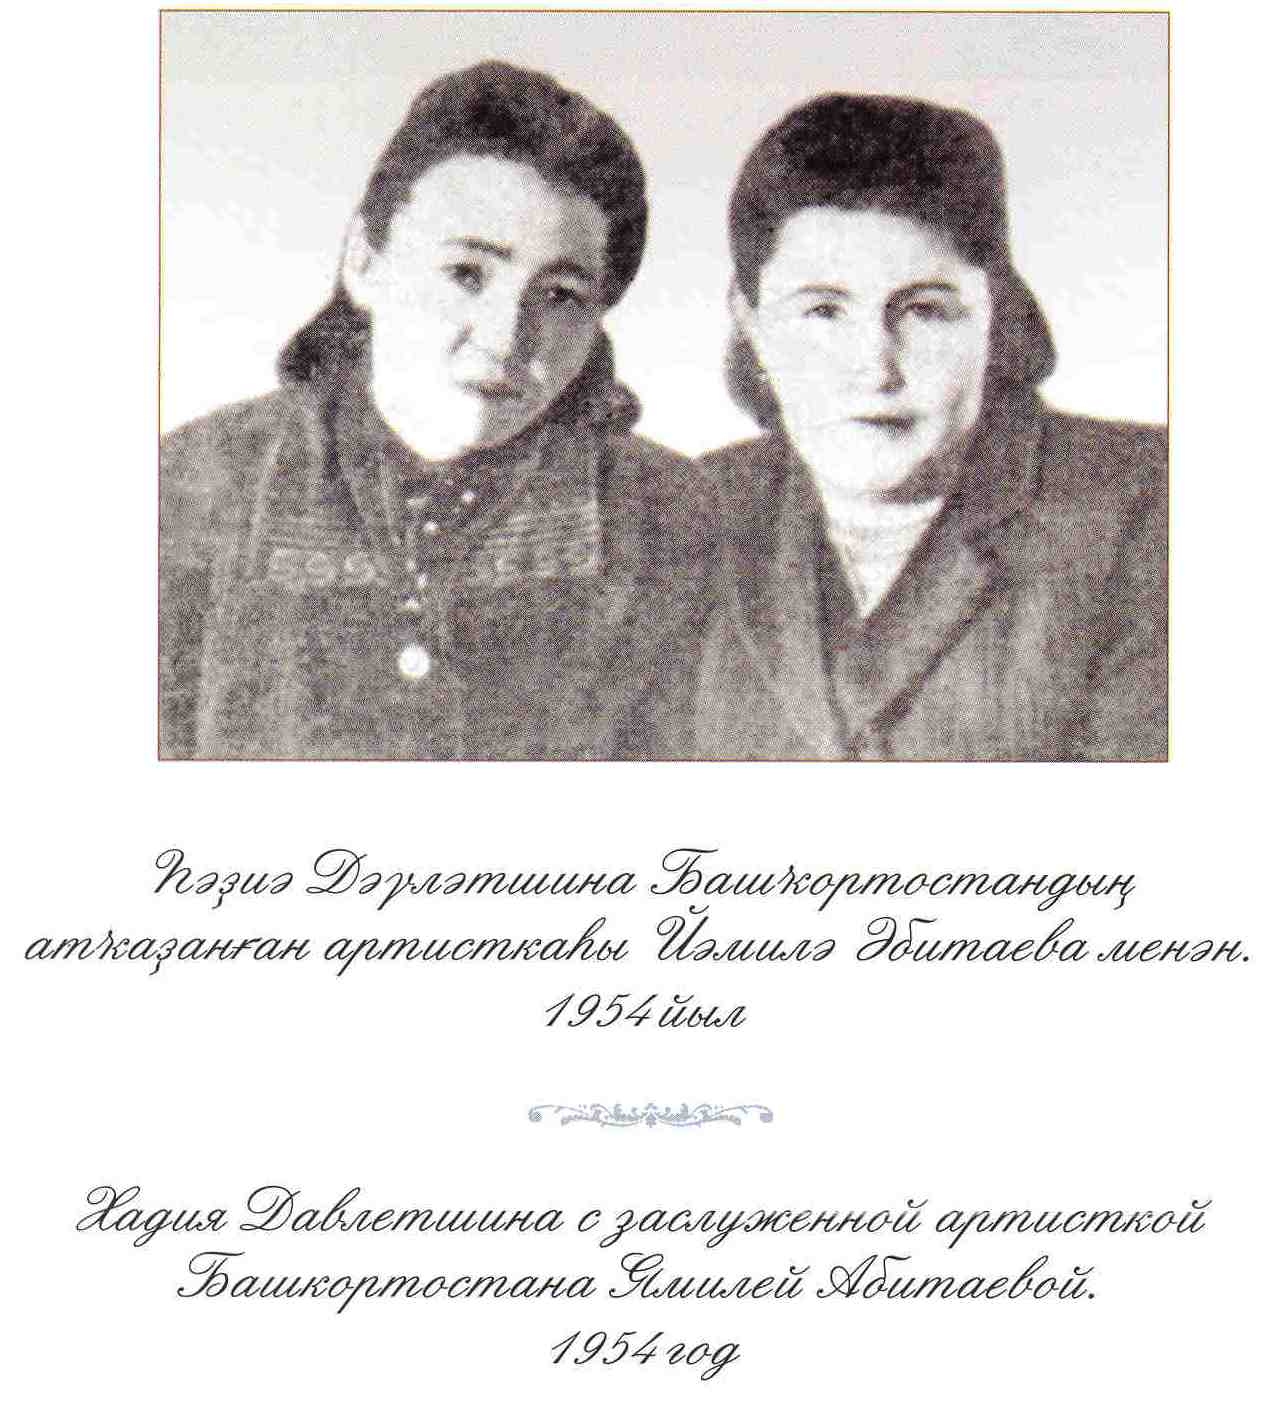 Һәҙиә Дәүләтшина Башҡортостандың
атҡаҙанған артисткаһы Йәмилә Әбитаева менән.
1954 йыл
Хадия Давлетшина с заслуженной артисткой
Башкортостана Ямилей Абитаевой.
1954 год